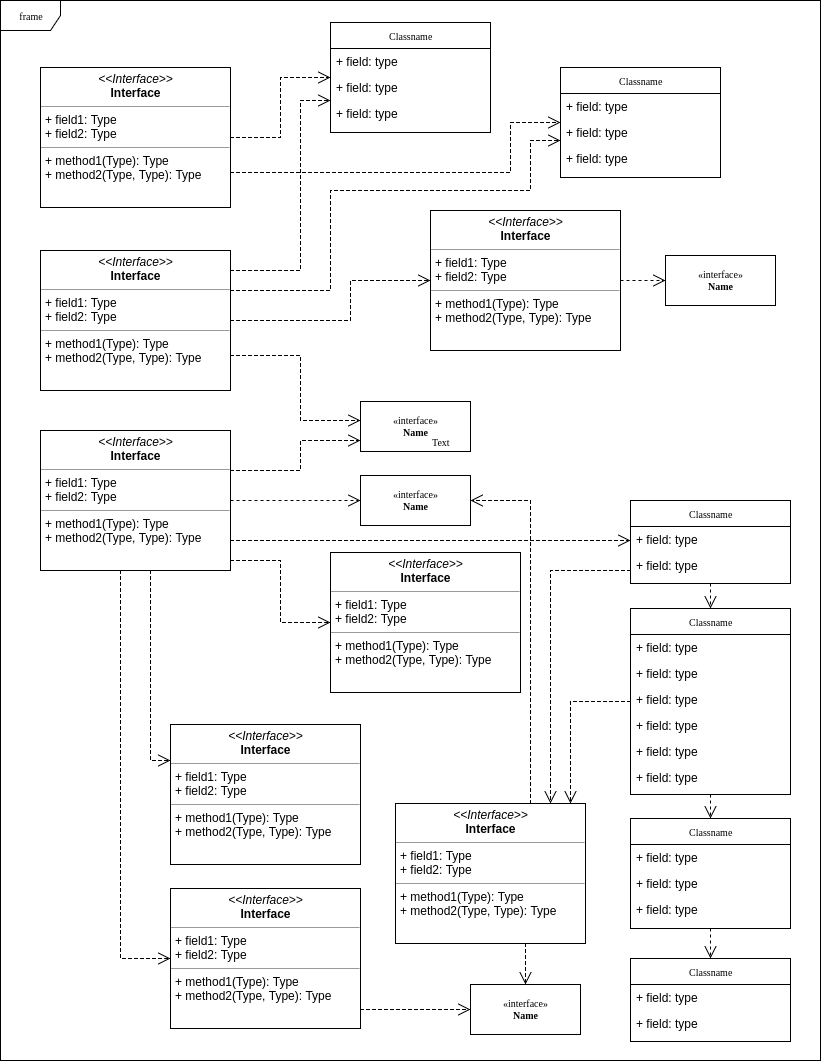 frame
Classname
+ field: type
+ field: type
+ field: type
<<Interface>>
Interface
+ field1: Type
+ field2: Type
+ method1(Type): Type
+ method2(Type, Type): Type
Classname
+ field: type
+ field: type
+ field: type
<<Interface>>
Interface
+ field1: Type
+ field2: Type
+ method1(Type): Type
+ method2(Type, Type): Type
<<Interface>>
Interface
+ field1: Type
+ field2: Type
+ method1(Type): Type
+ method2(Type, Type): Type
«interface»
Name
«interface»
Name
Text
<<Interface>>
Interface
+ field1: Type
+ field2: Type
+ method1(Type): Type
+ method2(Type, Type): Type
«interface»
Name
Classname
+ field: type
+ field: type
<<Interface>>
Interface
+ field1: Type
+ field2: Type
+ method1(Type): Type
+ method2(Type, Type): Type
Classname
+ field: type
+ field: type
+ field: type
+ field: type
+ field: type
+ field: type
<<Interface>>
Interface
+ field1: Type
+ field2: Type
+ method1(Type): Type
+ method2(Type, Type): Type
<<Interface>>
Interface
+ field1: Type
+ field2: Type
+ method1(Type): Type
+ method2(Type, Type): Type
Classname
+ field: type
+ field: type
+ field: type
<<Interface>>
Interface
+ field1: Type
+ field2: Type
+ method1(Type): Type
+ method2(Type, Type): Type
«interface»
Name
Classname
+ field: type
+ field: type